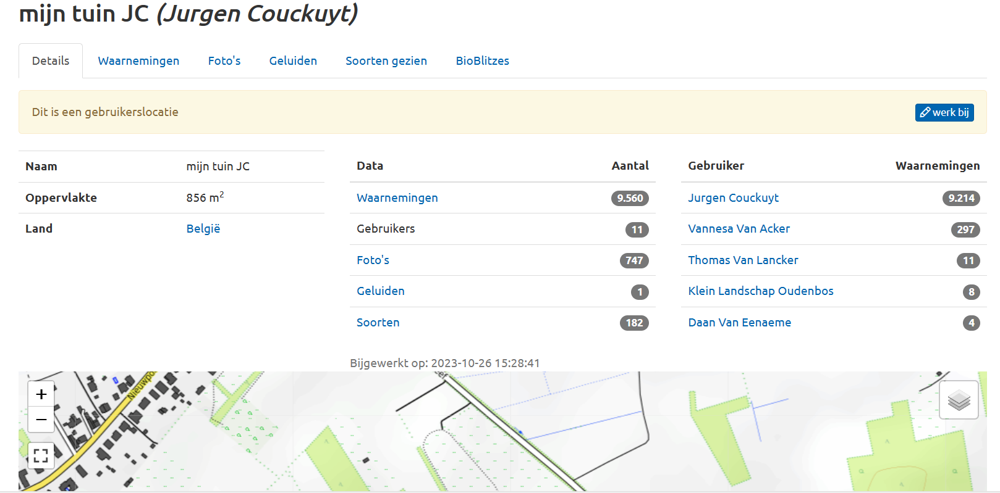 mijn tuin JC (Jurgen Couckuyt)
Details Waarnemingen Foto's Geluiden Soorten gezien BioBlitzes
Dit is een gebruikerslocatie werk bij
Naam mijn tuin JC
Oppervlakte 856 m²
Land België
Data Aantal
Waarnemingen 9.560
Gebruikers 11
Foto's 747
Geluiden 1
Soorten 182
Bijgewerkt op: 2023-10-26 15:28:41
Gebruiker Waarnemingen
Jurgen Couckuyt 9.214
Vannesa Van Acker 297
Thomas Van Lancker 11
Klein Landschap Oudenbos 8
Daan Van Eenaeme 4
+
−